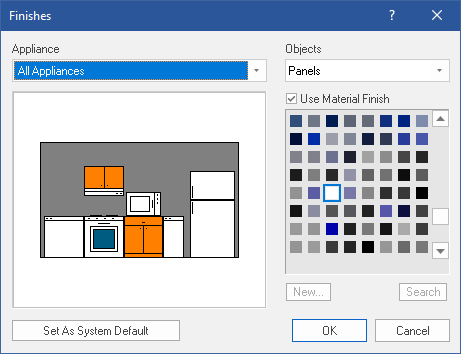 Finishes
?
Appliance
Objects
All Appliances
Panels
Use Material Finish
New...
Search
Set As System Default
OK
Cancel